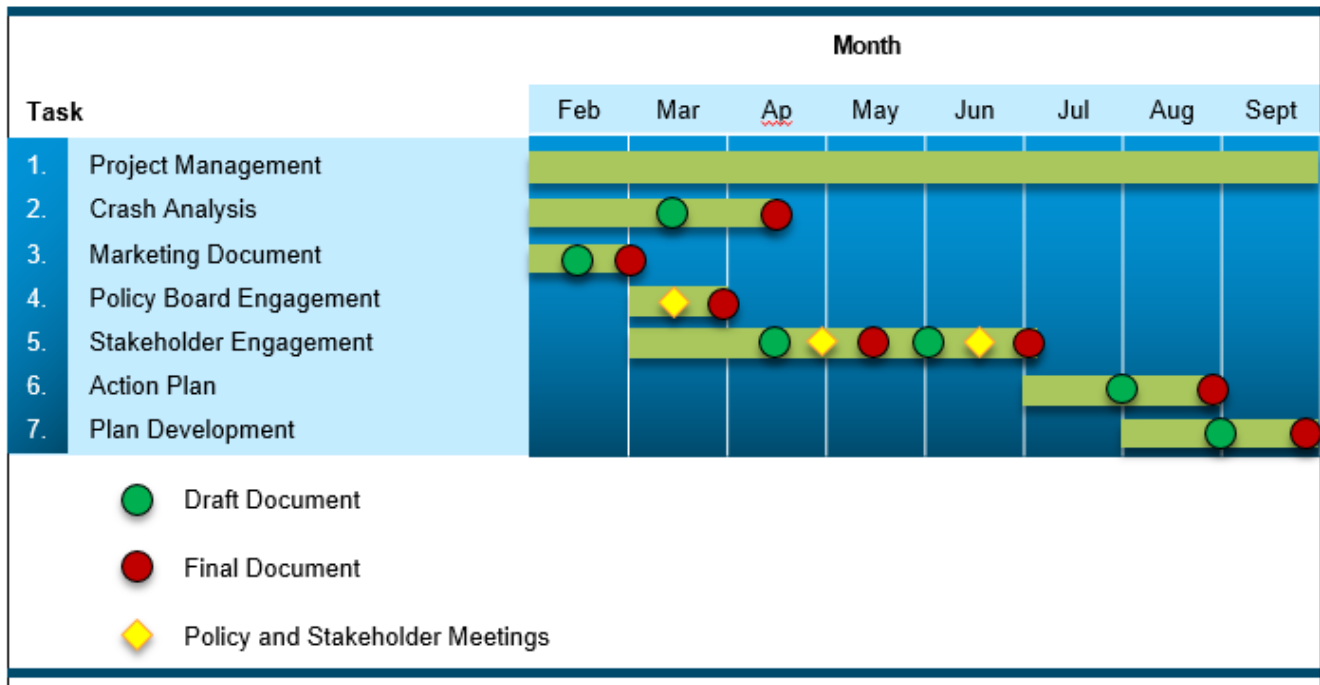 Month
Task Feb Mar Ap May Jun Jul Aug Sept
1. Project Management
2. Crash Analysis
3. Marketing Document
4. Policy Board Engagement
5. Stakeholder Engagement
6. Action Plan
7. Plan Development
Draft Document
Final Document
Policy and Stakeholder Meetings